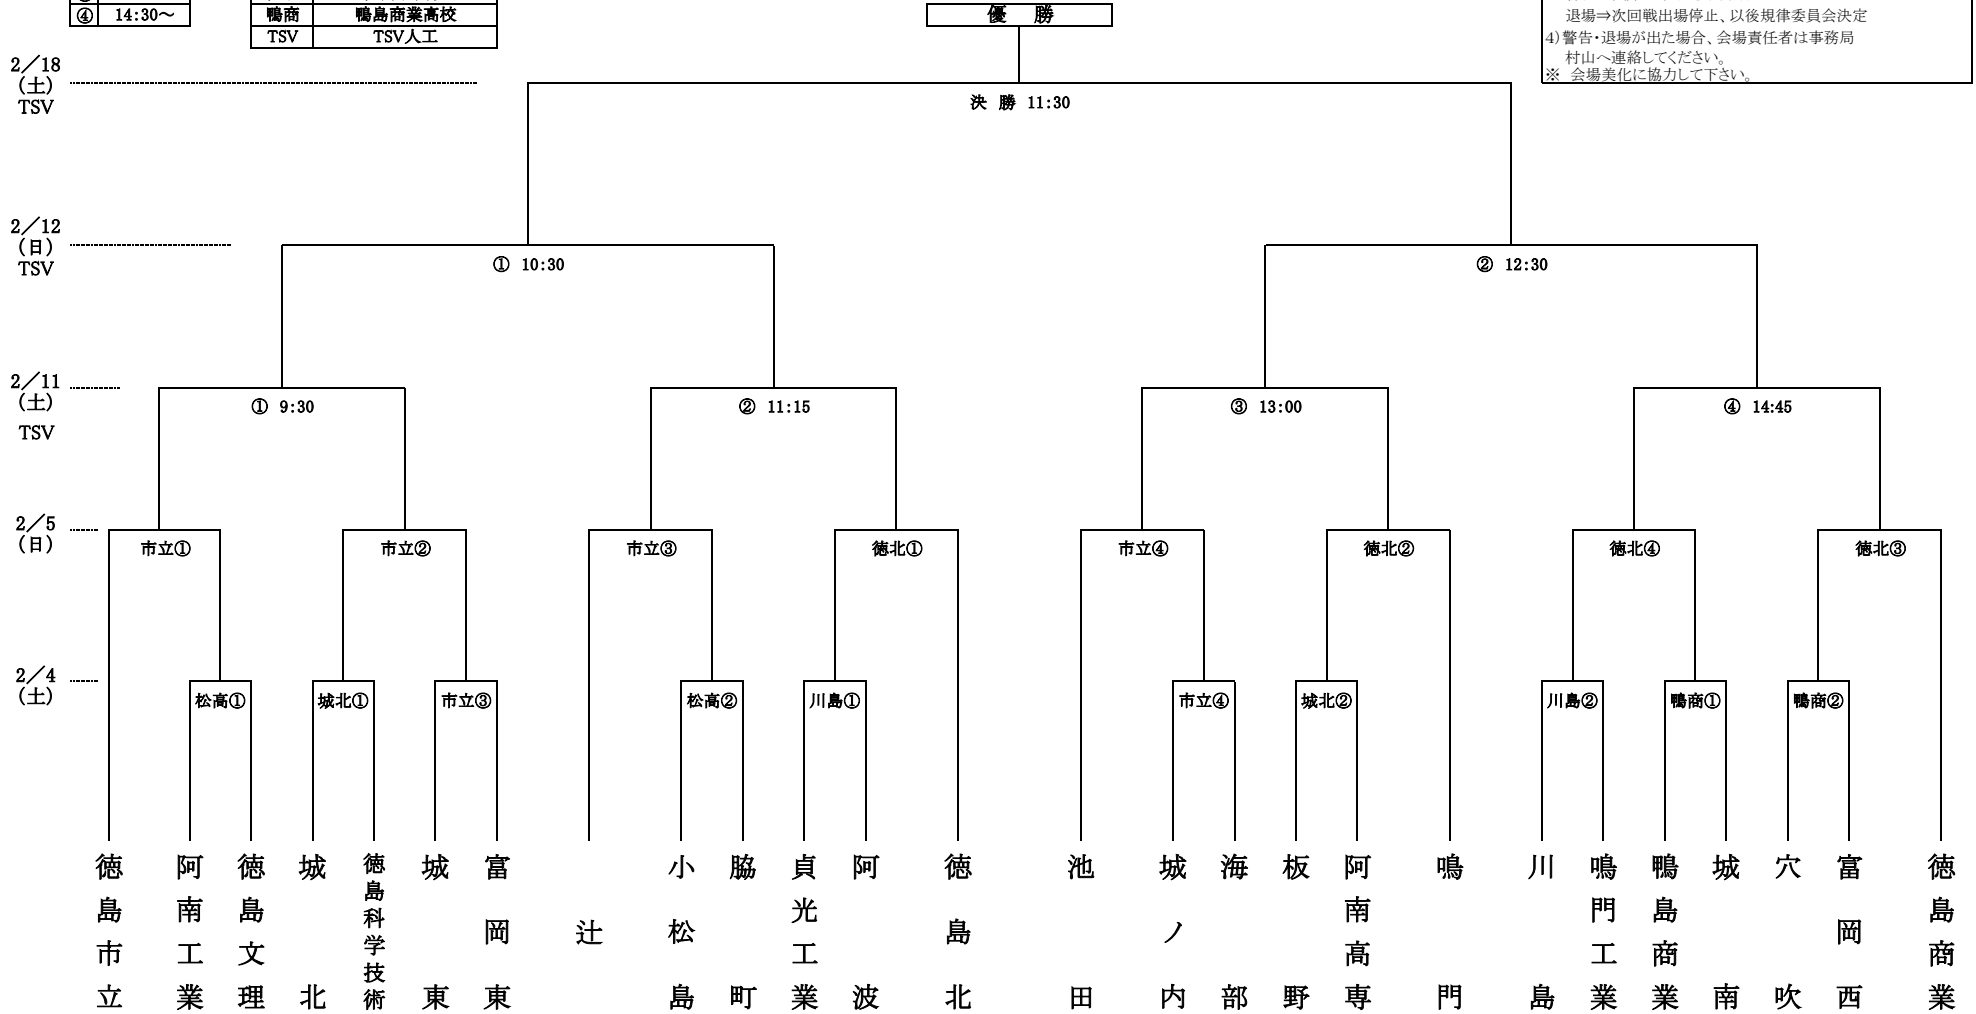 ④ 14:30～
鴨商 鴨島商業高校
TSV TSV人工
優 勝
退場⇒次回戦出場停止、以後規律委員会決定
4)警告・退場が出た場合、会場責任者は事務局
村山へ連絡してください。
※ 会場美化に協力して下さい。
2／18
(土)
TSV
決 勝 11:30
2／12
(日)
TSV
① 10:30
② 12:30
2／11
(土)
TSV
① 9:30
② 11:15
③ 13:00
④ 14:45
2／5
(日)
市立①
市立②
市立③
徳北①
市立④
徳北②
徳北④
徳北③
2／4
(土)
松高①
城北①
市立③
松高②
川島①
市立④
城北②
川島②
鴨商①
鴨商②
徳島市立
阿南工業
徳島文理
城北
徳島科学技術
城東
富岡東
辻
小松島
脇町
貞光工業
阿波
徳島北
池田
城ノ内
海部
板野
阿南高専
鳴門
川島
鳴門工業
鴨島商業
城南
穴吹
富岡西
徳島商業